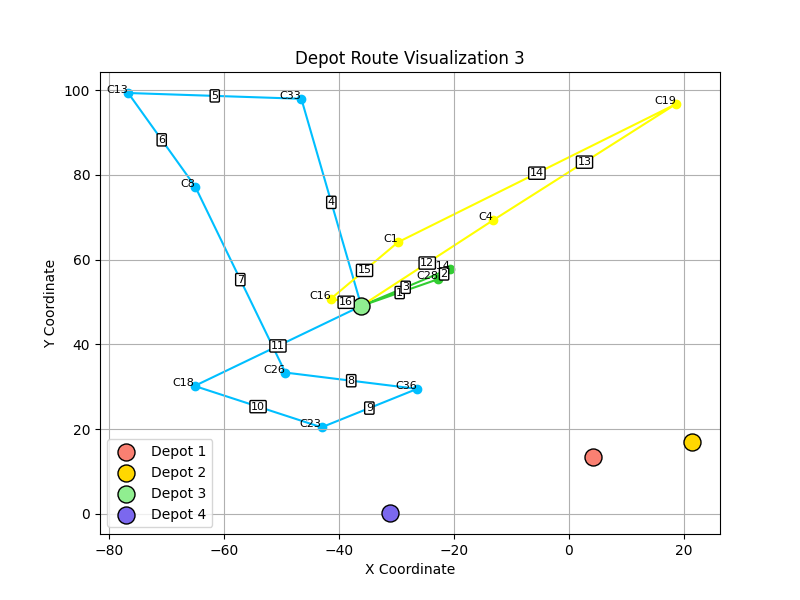 Depot Route Visualization 3
Y Coordinate
100
80
60
40
20
0
−80
−60
−40
−20
0
20
X Coordinate
C13
5
C33
C19
6
14
13
C8
4
C4
C1
7
15
12
C28
2
3
1
C16
16
11
C26
C18
8
C36
10
9
C23
Depot 1
Depot 2
Depot 3
Depot 4